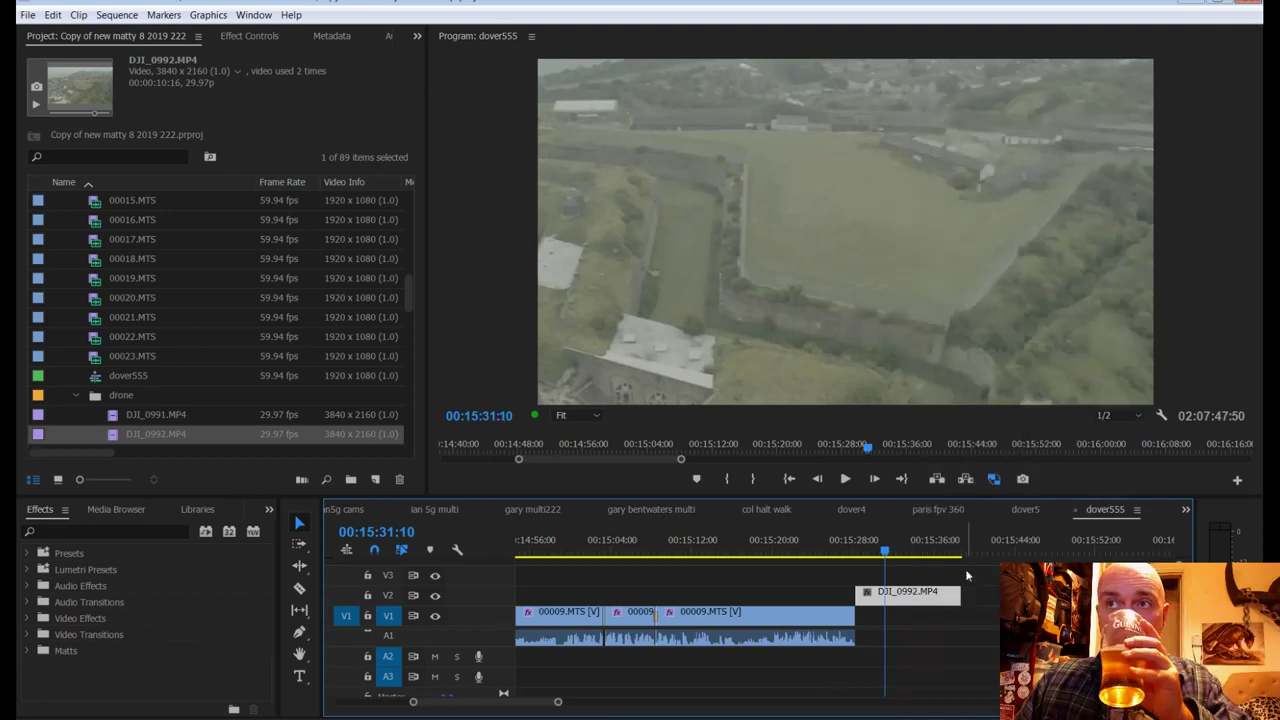 File Edit Clip Sequence Markers Graphics Window Help
Project: Copy of new matty 8 2019 222 Effect Controls Metadata
DJI_0992.MP4
Video, 3840 x 2160 (1.0) , video used 2 times
00:00:10:16, 29.97p
Copy of new matty 8 2019 222.prproj
1 of 89 items selected
Name Frame Rate Video Info
00015.MTS 59.94 fps 1920 x 1080 (1.0)
00016.MTS 59.94 fps 1920 x 1080 (1.0)
00017.MTS 59.94 fps 1920 x 1080 (1.0)
00018.MTS 59.94 fps 1920 x 1080 (1.0)
00019.MTS 59.94 fps 1920 x 1080 (1.0)
00020.MTS 59.94 fps 1920 x 1080 (1.0)
00021.MTS 59.94 fps 1920 x 1080 (1.0)
00022.MTS 59.94 fps 1920 x 1080 (1.0)
00023.MTS 59.94 fps 1920 x 1080 (1.0)
dover555 59.94 fps 1920 x 1080 (1.0)
drone
DJI_0991.MP4 29.97 fps 3840 x 2160 (1.0)
DJI_0992.MP4 29.97 fps 3840 x 2160 (1.0)
Program: dover555
00:15:31:10 Fit 1/2 02:07:47:50
:00:14:40:00 00:14:48:00 00:14:56:00 00:15:04:00 00:15:12:00 00:15:20:00 00:15:28:00 00:15:36:00 00:15:44:00 00:15:52:00 00:16:00:00 00:16:08:00 00:16:16:0
Effects Media Browser Libraries
Presets
Lumetri Presets
Audio Effects
Audio Transitions
Video Effects
Video Transitions
Matts
n5g cams ian 5g multi gary multi222 gary bentwaters multi col halt walk dover4 paris fpv 360 dover5 dover555
00:15:31:10
:14:56:00 00:15:04:00 00:15:12:00 00:15:20:00 00:15:28:00 00:15:36:00 00:15:44:00 00:15:52:00 00:16
V3
V2 DJI_0992.MP4
V1 V1 00009.MTS [V] 00009. 00009.MTS [V]
A1
A2 M S
A3 M S